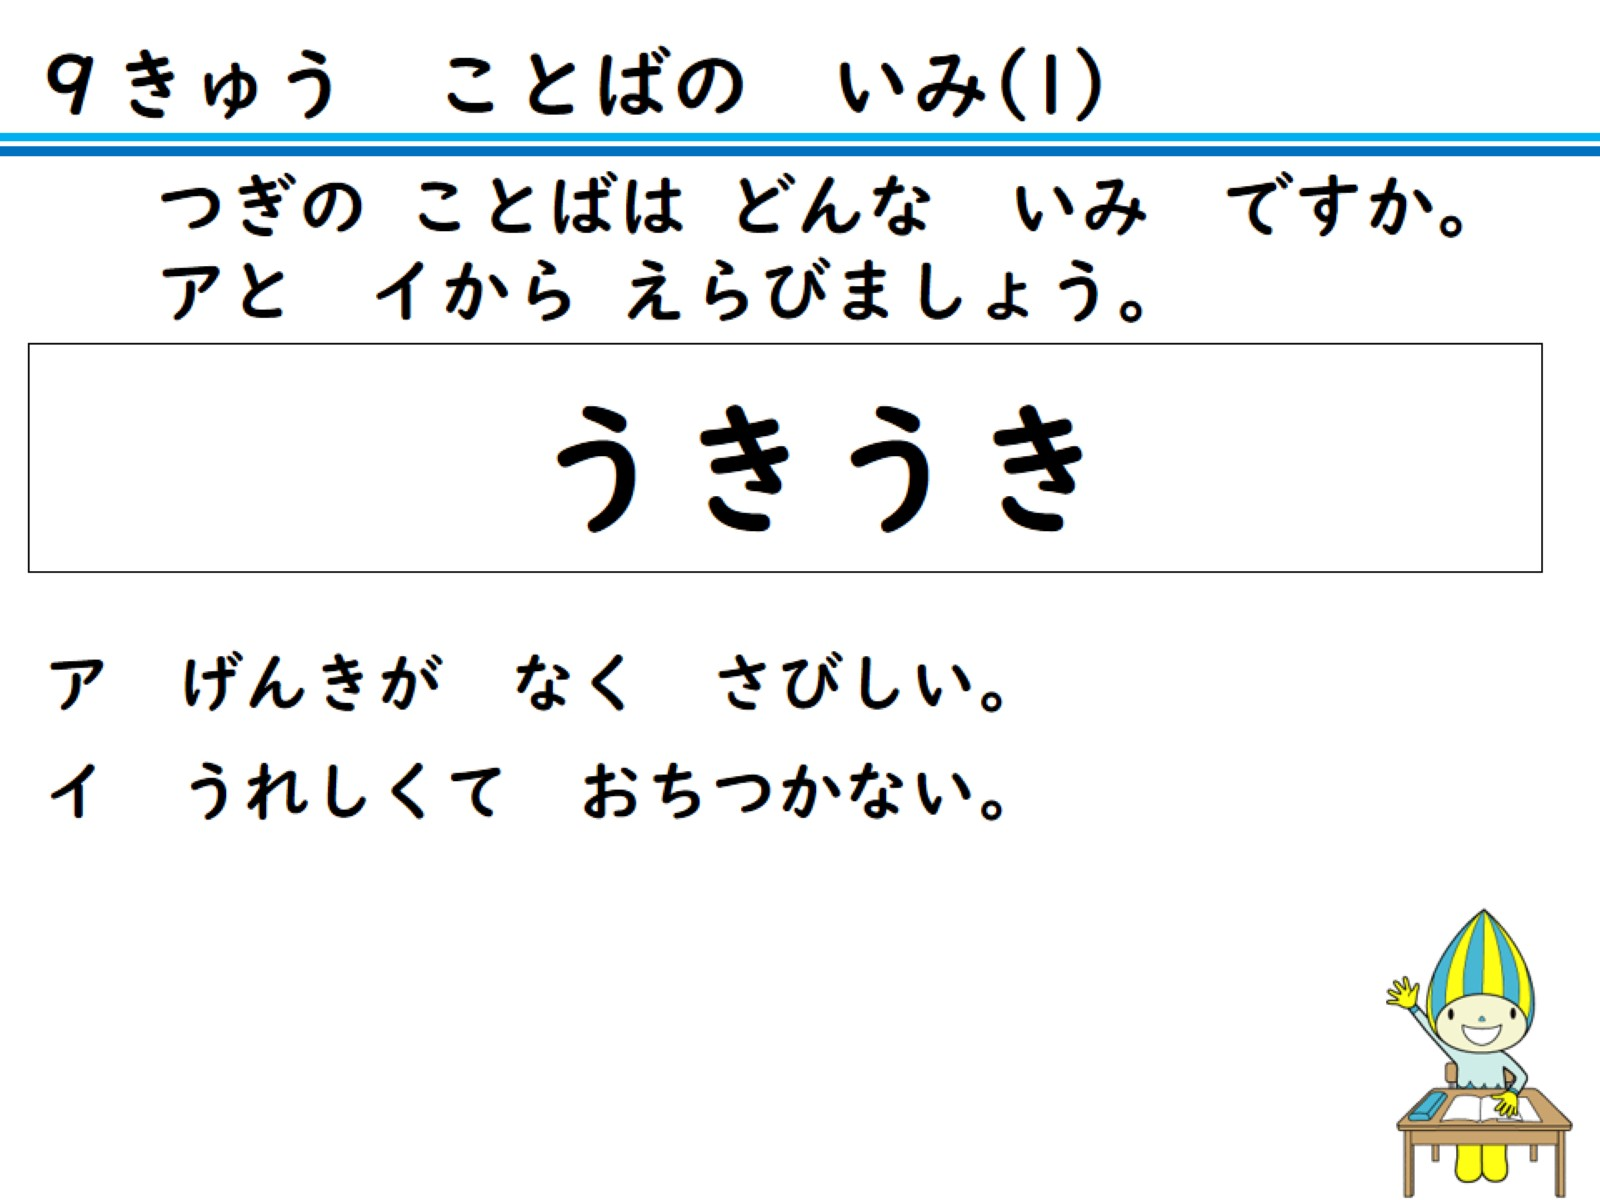 9きゅう　ことばの　いみ(1)
つぎの ことばは どんな　いみ　ですか。
アと　イから えらびましょう。
うきうき
ア　げんきが　なく　さびしい。
イ　うれしくて　おちつかない。